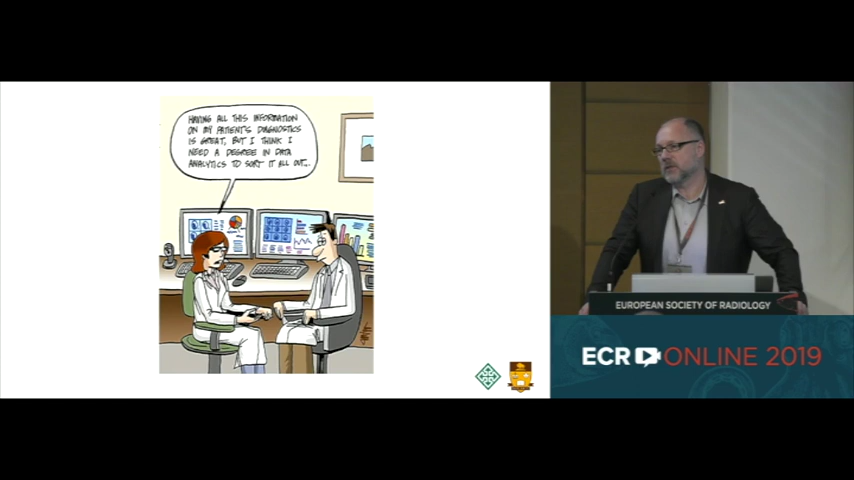 HAVING ALL THIS INFORMATION
ON MY PATIENT'S DIAGNOSTICS
IS GREAT, BUT I THINK I
NEED A DEGREE IN DATA
ANALYTICS TO SORT IT ALL OUT...
EUROPEAN SOCIETY OF RADIOLOGY
ECR ONLINE 2019